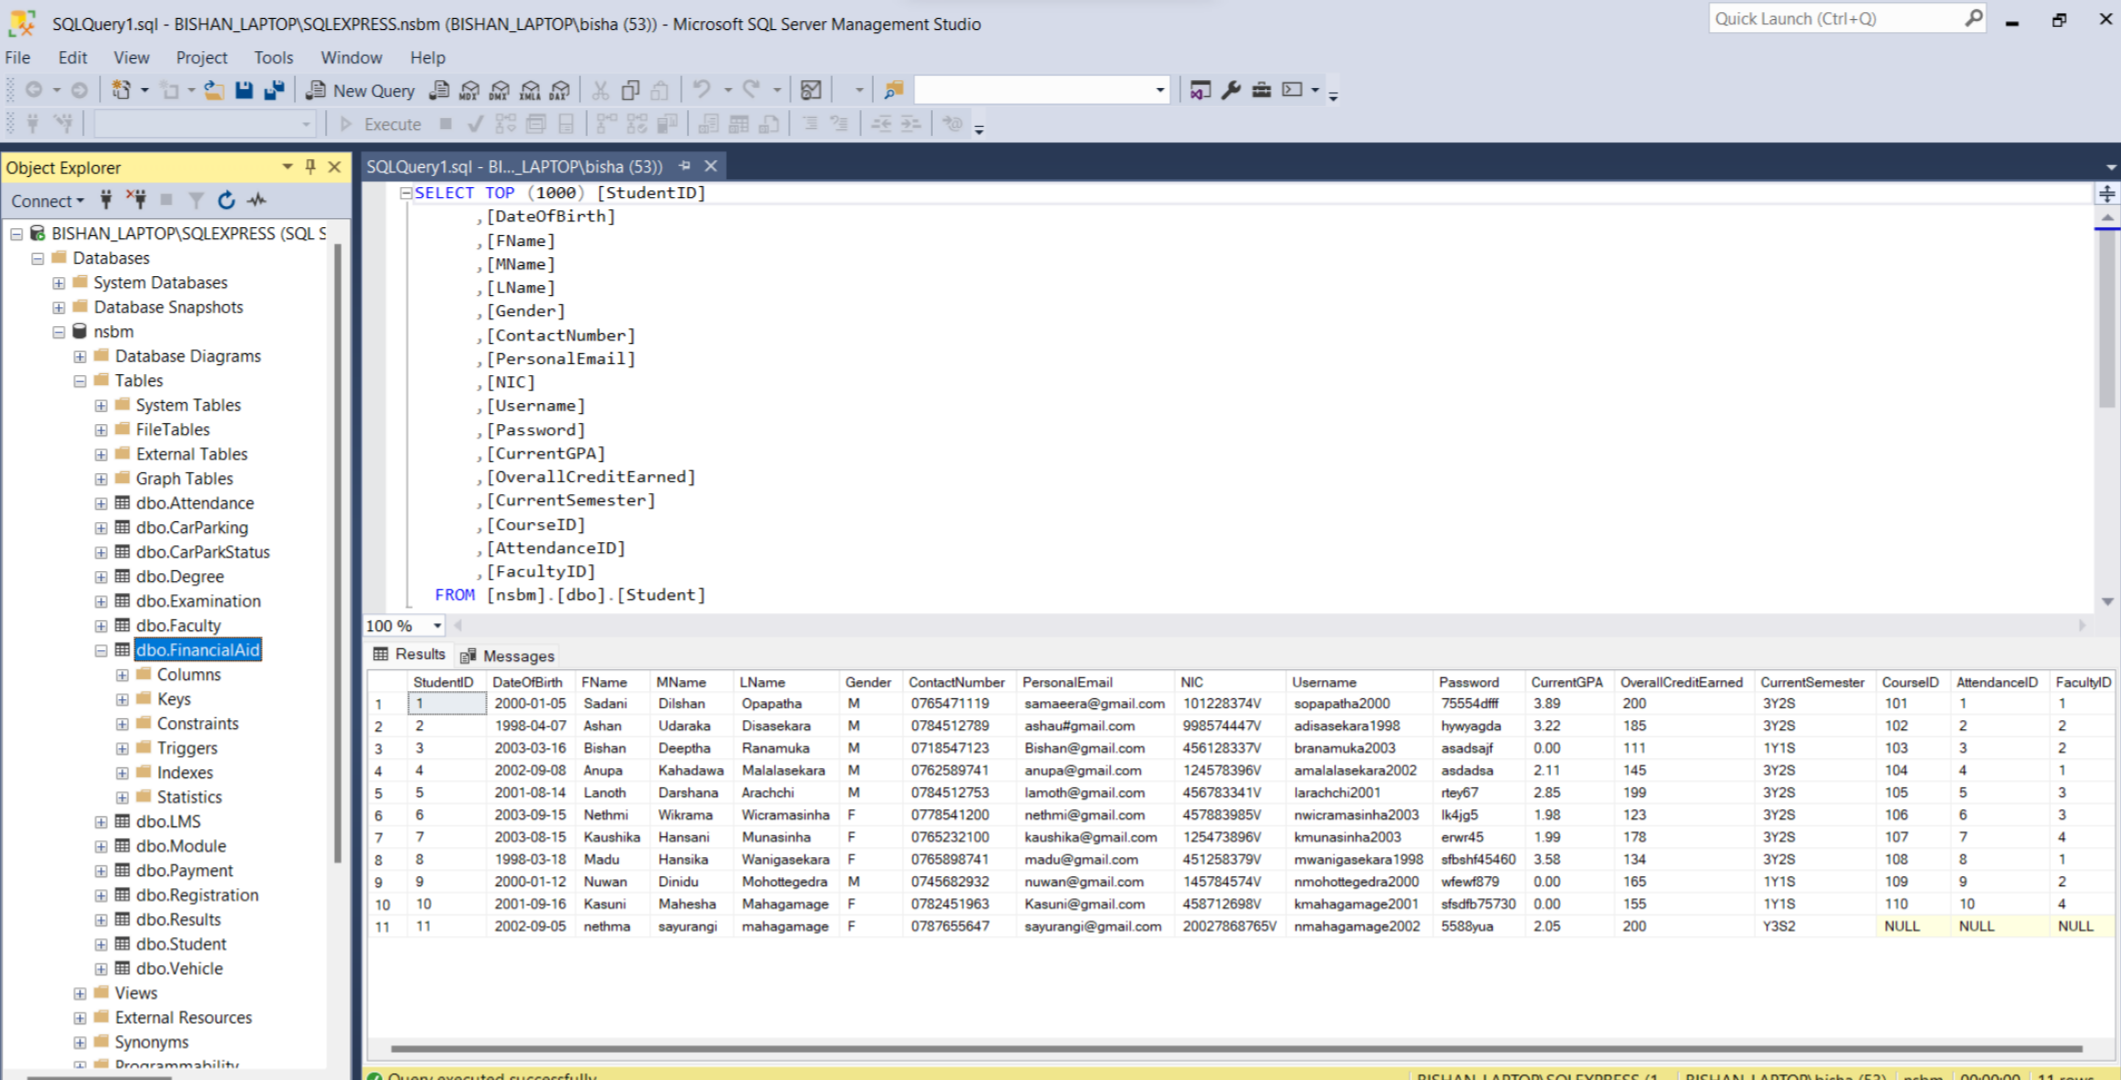 SQLQuery1.sql - BISHAN_LAPTOP\SQLEXPRESS.nsbm (BISHAN_LAPTOP\bisha (53)) - Microsoft SQL Server Management Studio
Quick Launch (Ctrl+Q)
File Edit View Project Tools Window Help
New Query MDX DMX XMLA DAX
Execute
Object Explorer
SQLQuery1.sql - BI..._LAPTOP\bisha (53))
Connect
BISHAN_LAPTOP\SQLEXPRESS (SQL S
Databases
System Databases
Database Snapshots
nsbm
Database Diagrams
Tables
System Tables
FileTables
External Tables
Graph Tables
dbo.Attendance
dbo.CarParking
dbo.CarParkStatus
dbo.Degree
dbo.Examination
dbo.Faculty
dbo.FinancialAid
Columns
Keys
Constraints
Triggers
Indexes
Statistics
dbo.LMS
dbo.Module
dbo.Payment
dbo.Registration
dbo.Results
dbo.Student
dbo.Vehicle
Views
External Resources
Synonyms
Programmability
SELECT TOP (1000) [StudentID]
,[DateOfBirth]
,[FName]
,[MName]
,[LName]
,[Gender]
,[ContactNumber]
,[PersonalEmail]
,[NIC]
,[Username]
,[Password]
,[CurrentGPA]
,[OverallCreditEarned]
,[CurrentSemester]
,[CourseID]
,[AttendanceID]
,[FacultyID]
FROM [nsbm].[dbo].[Student]
100 %
Results Messages
StudentID DateOfBirth FName MName LName Gender ContactNumber PersonalEmail NIC Username Password CurrentGPA OverallCreditEarned CurrentSemester CourseID AttendanceID FacultyID
1 1 2000-01-05 Sadani Dilshan Opapatha M 0765471119 samaeera@gmail.com 101228374V sopapatha2000 75554dfff 3.89 200 3Y2S 101 1 1
2 2 1998-04-07 Ashan Udaraka Disasekara M 0784512789 ashau#gmail.com 998574447V adisasekara1998 hywyagda 3.22 185 3Y2S 102 2 2
3 3 2003-03-16 Bishan Deeptha Ranamuka M 0718547123 Bishan@gmail.com 456128337V branamuka2003 asadsajf 0.00 111 1Y1S 103 3 2
4 4 2002-09-08 Anupa Kahadawa Malalasekara M 0762589741 anupa@gmail.com 124578396V amalalasekara2002 asdadsa 2.11 145 3Y2S 104 4 1
5 5 2001-08-14 Lanoth Darshana Arachchi M 0784512753 lamoth@gmail.com 456783341V larachchi2001 rtey67 2.85 199 3Y2S 105 5 3
6 6 2003-09-15 Nethmi Wikrama Wicramasinha F 0778541200 nethmi@gmail.com 457883985V nwicramasinha2003 lk4jg5 1.98 123 3Y2S 106 6 3
7 7 2003-08-15 Kaushika Hansani Munasinha F 0765232100 kaushika@gmail.com 125473896V kmunasinha2003 erwr45 1.99 178 3Y2S 107 7 4
8 8 1998-03-18 Madu Hansika Wanigasekara F 0765898741 madu@gmail.com 451258379V mwanigasekara1998 sfbshf45460 3.58 134 3Y2S 108 8 1
9 9 2000-01-12 Nuwan Dinidu Mohottegedra M 0745682932 nuwan@gmail.com 145784574V nmohottegedra2000 wfewf879 0.00 165 1Y1S 109 9 2
10 10 2001-09-16 Kasuni Mahesha Mahagamage F 0782451963 Kasuni@gmail.com 458712698V kmahagamage2001 sfsdfb75730 0.00 155 1Y1S 110 10 4
11 11 2002-09-05 nethma sayurangi mahagamage F 0787655647 sayurangi@gmail.com 20027868765V nmahagamage2002 5588yua 2.05 200 Y3S2 NULL NULL NULL
Query executed successfully BISHAN_LAPTOP\SQLEXPRESS (1 BISHAN_LAPTOP\bisha (53) nsbm 00:00:00 11 rows